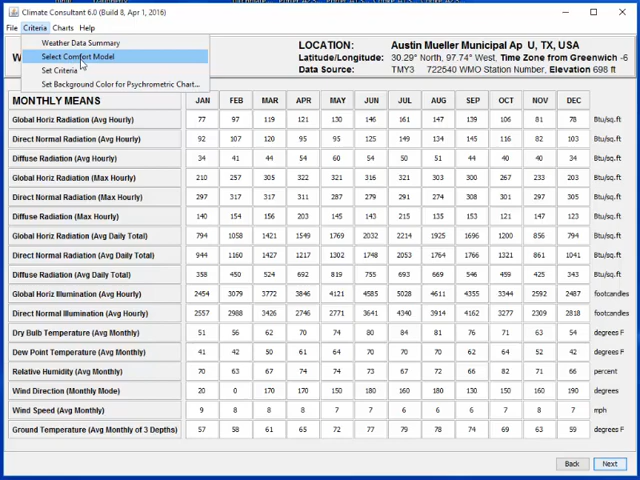 Climate Consultant 6.0 (Build 8, Apr 1, 2016)
File Criteria Charts Help
Weather Data Summary
Select Comfort Model
Set Criteria
Set Background Color for Psychrometric Chart...
W
LOCATION: Austin Mueller Municipal Ap U, TX, USA
Latitude/Longitude: 30.29° North, 97.74° West, Time Zone from Greenwich -6
Data Source: TMY3 722540 WMO Station Number, Elevation 698 ft
MONTHLY MEANS JAN FEB MAR APR MAY JUN JUL AUG SEP OCT NOV DEC
Global Horiz Radiation (Avg Hourly) 77 97 119 121 130 146 161 147 139 106 81 78 Btu/sq.ft
Direct Normal Radiation (Avg Hourly) 92 107 120 95 95 125 149 134 145 116 82 103 Btu/sq.ft
Diffuse Radiation (Avg Hourly) 34 41 44 54 60 54 50 51 44 40 40 34 Btu/sq.ft
Global Horiz Radiation (Max Hourly) 210 257 305 322 316 321 303 300 267 233 203 Btu/sq.ft
Direct Normal Radiation (Max Hourly) 297 317 317 311 287 279 291 274 308 301 297 305 Btu/sq.ft
Diffuse Radiation (Max Hourly) 140 154 156 203 145 143 215 135 153 121 147 123 Btu/sq.ft
Global Horiz Radiation (Avg Daily Total) 794 1058 1421 1549 1769 2032 2214 1925 1696 1200 856 794 Btu/sq.ft
Direct Normal Radiation (Avg Daily Total) 944 1160 1427 1217 1302 1748 2053 1764 1766 1321 861 1041 Btu/sq.ft
Diffuse Radiation (Avg Daily Total) 358 450 524 692 819 755 693 669 546 459 425 343 Btu/sq.ft
Global Horiz Illumination (Avg Hourly) 2454 3079 3772 3846 4121 4585 5028 4611 4355 3344 2592 2487 footcandles
Direct Normal Illumination (Avg Hourly) 2557 2988 3426 2746 2771 3641 4340 3914 4162 3277 2309 2818 footcandles
Dry Bulb Temperature (Avg Monthly) 51 56 62 70 74 80 84 81 76 71 63 54 degrees F
Dew Point Temperature (Avg Monthly) 41 42 50 61 64 70 70 70 62 64 52 42 degrees F
Relative Humidity (Avg Monthly) 70 63 67 74 74 73 67 72 66 82 71 66 percent
Wind Direction (Monthly Mode) 20 0 170 170 150 180 160 180 130 160 160 190 degrees
Wind Speed (Avg Monthly) 9 8 8 7 6 7 6 6 6 7 8 7 mph
Ground Temperature (Avg Monthly of 3 Depths) 57 58 61 65 72 77 79 78 74 69 63 59 degrees F
Back Next